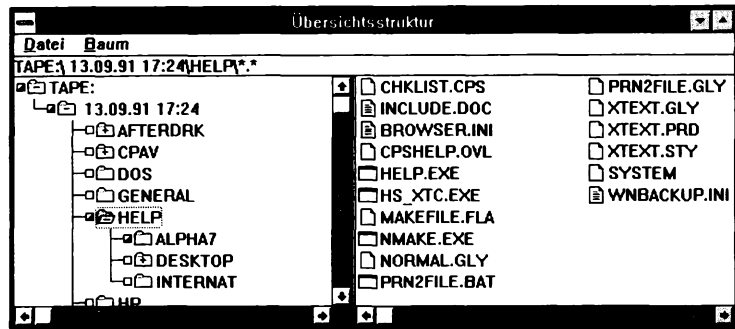 Übersichtsstruktur
Datei Baum
TAPE:\ 13.09.91 17:24\HELP\*.*
TAPE:
13.09.91 17:24
AFTERDRK
CPAV
DOS
GENERAL
HELP
ALPHA7
DESKTOP
INTERNAT
HP
CHKLIST.CPS
INCLUDE.DOC
BROWSER.INI
CPSHELP.OVL
HELP.EXE
HS_XTC.EXE
MAKEFILE.FLA
NMAKE.EXE
NORMAL.GLY
PRN2FILE.BAT
PRN2FILE.GLY
XTEXT.GLY
XTEXT.PRD
XTEXT.STY
SYSTEM
WNBACKUP.INI